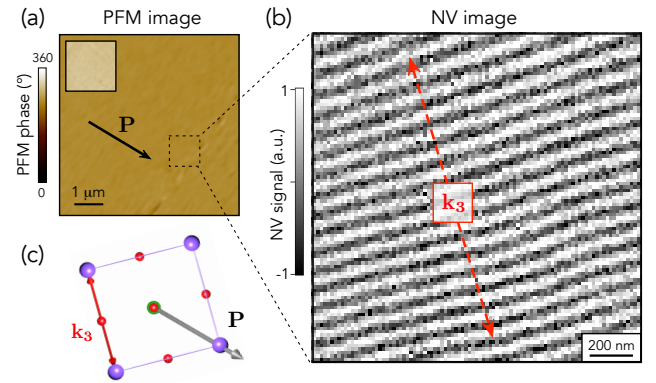 (a) PFM image
360
PFM phase (°)
0
P
1 μm
(b) NV image
1
NV signal (a.u.)
-1
k₃
200 nm
(c)
k₃
P